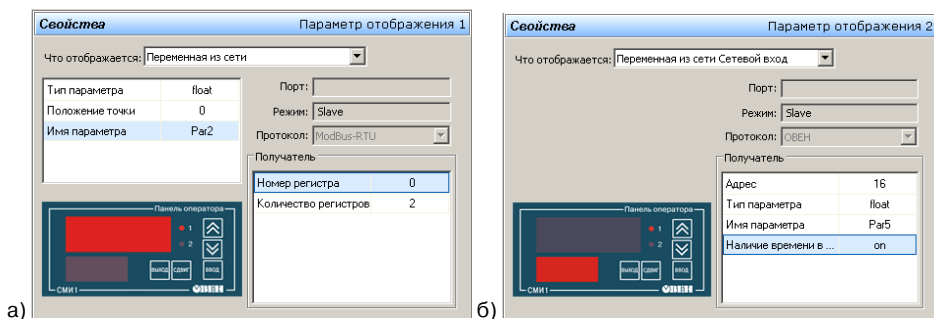 Свойства Параметр отображения 1
Что отображается: Переменная из сети
Тип параметра float
Положение точки 0
Имя параметра Par2
Порт:
Режим: Slave
Протокол: ModBus-RTU
Получатель
Номер регистра 0
Количество регистров 2
Панель оператора
1
2
ВЫХОД СДВИГ ВВОД
СМИ1 ОВЕН
а)
Свойства Параметр отображения 2
Что отображается: Переменная из сети Сетевой вход
Порт:
Режим: Slave
Протокол: ОВЕН
Получатель
Адрес 16
Тип параметра float
Имя параметра Par5
Наличие времени в ... on
Панель оператора
1
2
ВЫХОД СДВИГ ВВОД
СМИ1 ОВЕН
б)